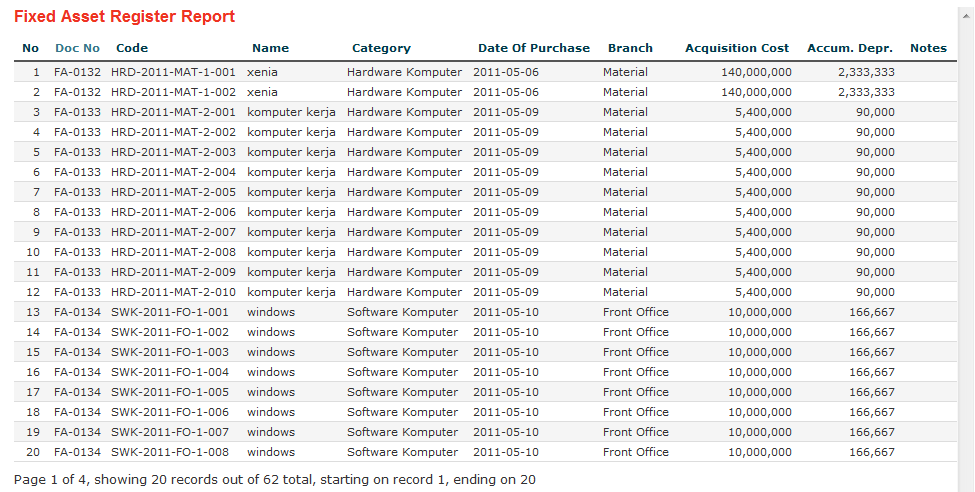 Fixed Asset Register Report
No Doc No Code Name Category Date Of Purchase Branch Acquisition Cost Accum. Depr. Notes
1 FA-0132 HRD-2011-MAT-1-001 xenia Hardware Komputer 2011-05-06 Material 140,000,000 2,333,333
2 FA-0132 HRD-2011-MAT-1-002 xenia Hardware Komputer 2011-05-06 Material 140,000,000 2,333,333
3 FA-0133 HRD-2011-MAT-2-001 komputer kerja Hardware Komputer 2011-05-09 Material 5,400,000 90,000
4 FA-0133 HRD-2011-MAT-2-002 komputer kerja Hardware Komputer 2011-05-09 Material 5,400,000 90,000
5 FA-0133 HRD-2011-MAT-2-003 komputer kerja Hardware Komputer 2011-05-09 Material 5,400,000 90,000
6 FA-0133 HRD-2011-MAT-2-004 komputer kerja Hardware Komputer 2011-05-09 Material 5,400,000 90,000
7 FA-0133 HRD-2011-MAT-2-005 komputer kerja Hardware Komputer 2011-05-09 Material 5,400,000 90,000
8 FA-0133 HRD-2011-MAT-2-006 komputer kerja Hardware Komputer 2011-05-09 Material 5,400,000 90,000
9 FA-0133 HRD-2011-MAT-2-007 komputer kerja Hardware Komputer 2011-05-09 Material 5,400,000 90,000
10 FA-0133 HRD-2011-MAT-2-008 komputer kerja Hardware Komputer 2011-05-09 Material 5,400,000 90,000
11 FA-0133 HRD-2011-MAT-2-009 komputer kerja Hardware Komputer 2011-05-09 Material 5,400,000 90,000
12 FA-0133 HRD-2011-MAT-2-010 komputer kerja Hardware Komputer 2011-05-09 Material 5,400,000 90,000
13 FA-0134 SWK-2011-FO-1-001 windows Software Komputer 2011-05-10 Front Office 10,000,000 166,667
14 FA-0134 SWK-2011-FO-1-002 windows Software Komputer 2011-05-10 Front Office 10,000,000 166,667
15 FA-0134 SWK-2011-FO-1-003 windows Software Komputer 2011-05-10 Front Office 10,000,000 166,667
16 FA-0134 SWK-2011-FO-1-004 windows Software Komputer 2011-05-10 Front Office 10,000,000 166,667
17 FA-0134 SWK-2011-FO-1-005 windows Software Komputer 2011-05-10 Front Office 10,000,000 166,667
18 FA-0134 SWK-2011-FO-1-006 windows Software Komputer 2011-05-10 Front Office 10,000,000 166,667
19 FA-0134 SWK-2011-FO-1-007 windows Software Komputer 2011-05-10 Front Office 10,000,000 166,667
20 FA-0134 SWK-2011-FO-1-008 windows Software Komputer 2011-05-10 Front Office 10,000,000 166,667
Page 1 of 4, showing 20 records out of 62 total, starting on record 1, ending on 20